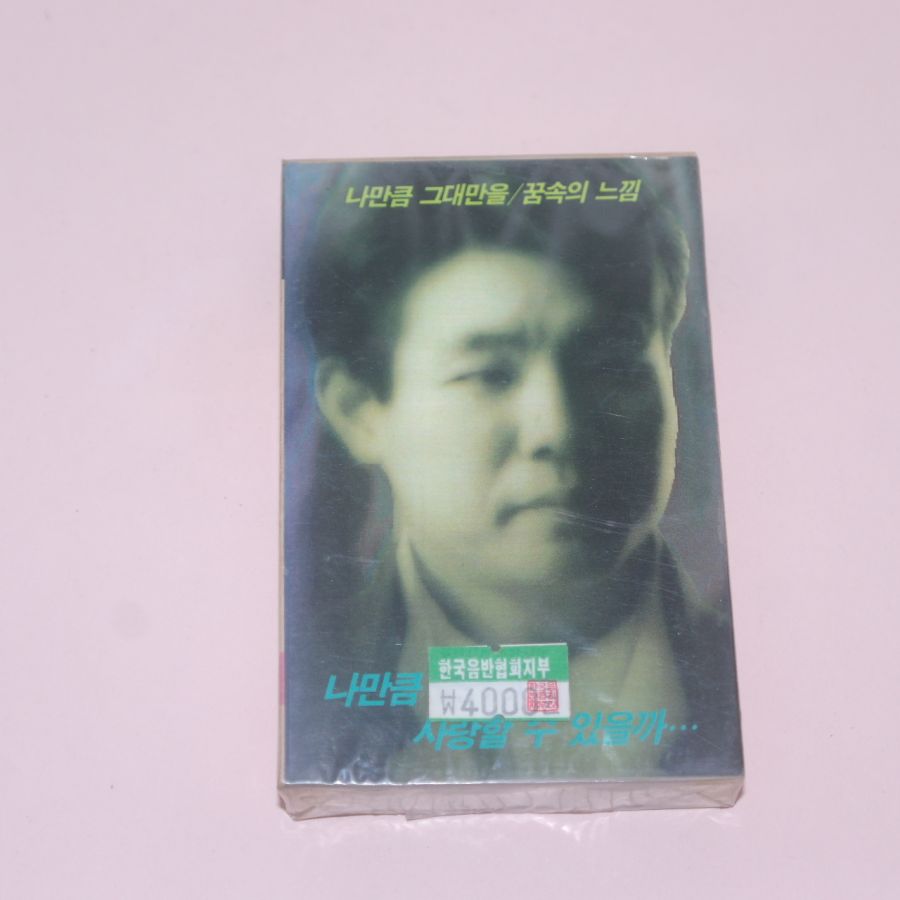 나만큼 그대만을/꿈속의 느낌
나만큼
한국음반협회지부
₩4000
사랑할 수 있을까...